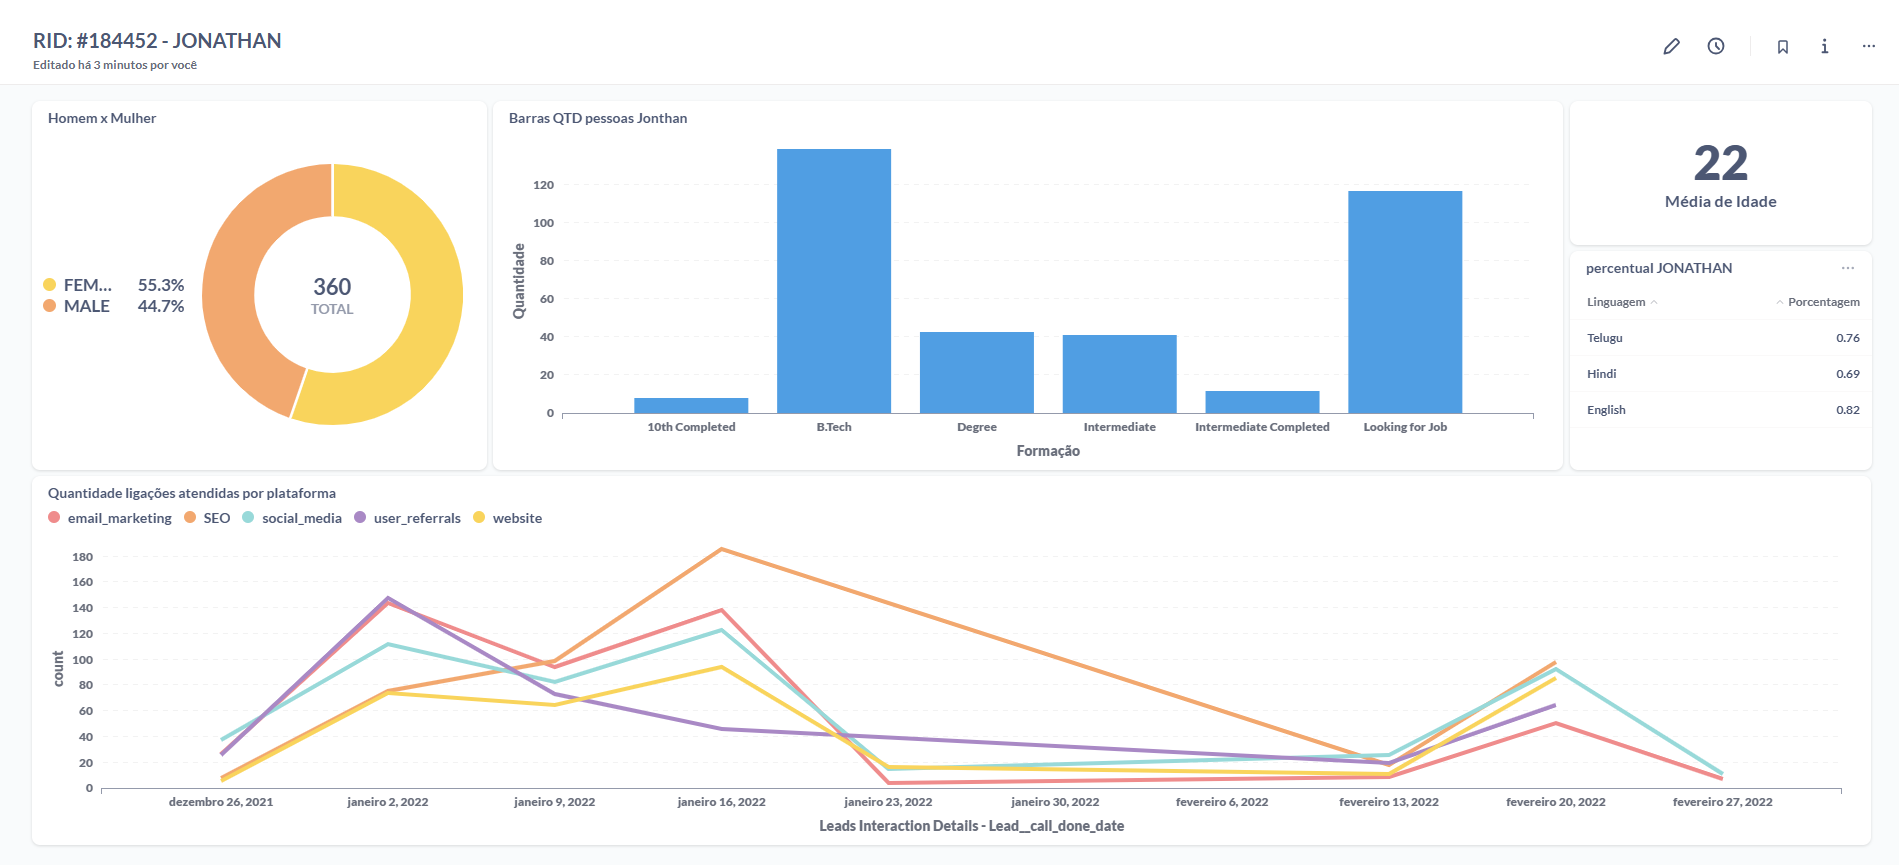 RID: #184452 - JONATHAN
Editado há 3 minutos por você
Homem x Mulher
FEM... 55.3%
MALE 44.7%
360
TOTAL
Barras QTD pessoas Jonthan
Quantidade
120
100
80
60
40
20
0
10th Completed B.Tech Degree Intermediate Intermediate Completed Looking for Job
Formação
22
Média de Idade
percentual JONATHAN
Linguagem Porcentagem
Telugu 0.76
Hindi 0.69
English 0.82
Quantidade ligações atendidas por plataforma
email_marketing SEO social_media user_referrals website
count
180
160
140
120
100
80
60
40
20
0
dezembro 26, 2021 janeiro 2, 2022 janeiro 9, 2022 janeiro 16, 2022 janeiro 23, 2022 janeiro 30, 2022 fevereiro 6, 2022 fevereiro 13, 2022 fevereiro 20, 2022 fevereiro 27, 2022
Leads Interaction Details - Lead__call_done_date